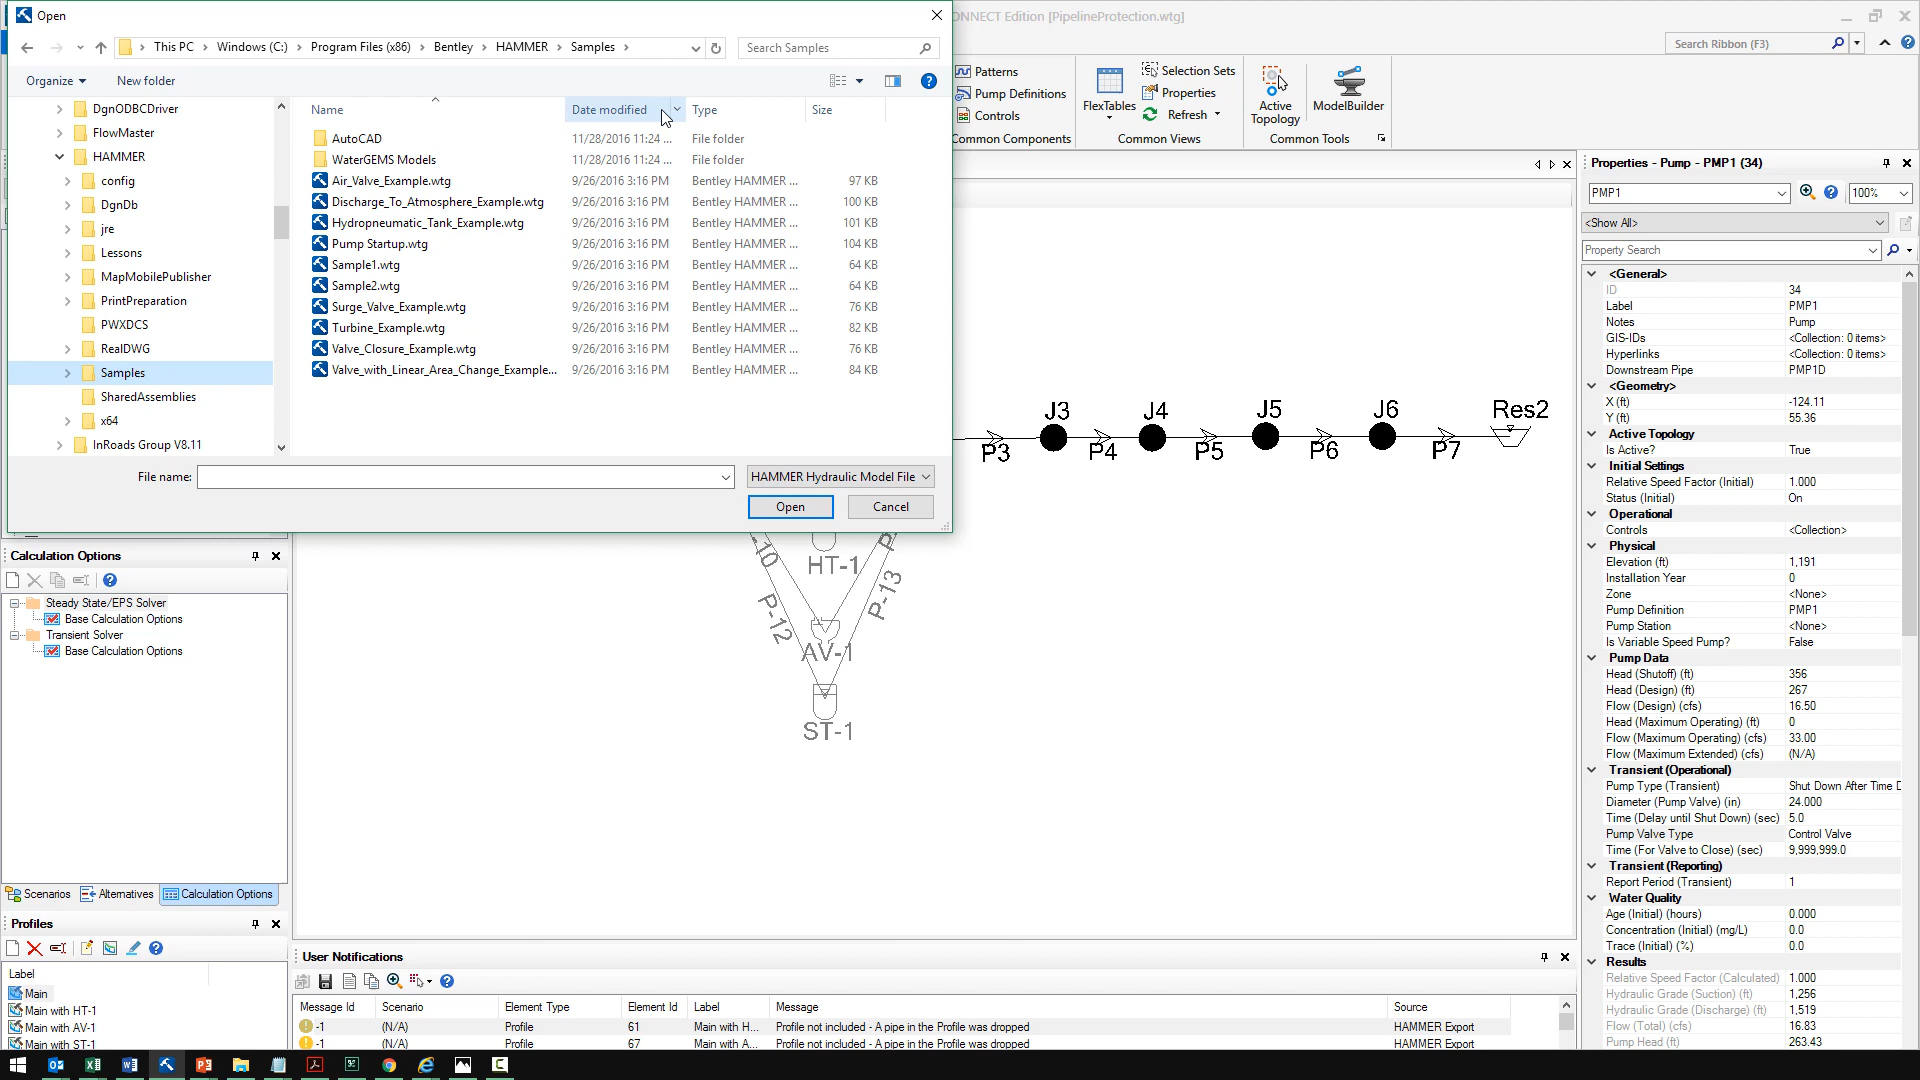 Open
ONNECT Edition [PipelineProtection.wtg]
This PC > Windows (C:) > Program Files (x86) > Bentley > HAMMER > Samples >
Search Samples
Search Ribbon (F3)
Organize
New folder
Patterns
Pump Definitions
Controls
ommon Components
FlexTables
Selection Sets
Properties
Refresh
Common Views
Active
Topology
ModelBuilder
Common Tools
DgnODBCDriver
FlowMaster
HAMMER
config
DgnDb
jre
Lessons
MapMobilePublisher
PrintPreparation
PWXDCS
RealDWG
Samples
SharedAssemblies
x64
InRoads Group V8.11
Name Date modified Type Size
AutoCAD 11/28/2016 11:24 ... File folder
WaterGEMS Models 11/28/2016 11:24 ... File folder
Air_Valve_Example.wtg 9/26/2016 3:16 PM Bentley HAMMER ... 97 KB
Discharge_To_Atmosphere_Example.wtg 9/26/2016 3:16 PM Bentley HAMMER ... 100 KB
Hydropneumatic_Tank_Example.wtg 9/26/2016 3:16 PM Bentley HAMMER ... 101 KB
Pump Startup.wtg 9/26/2016 3:16 PM Bentley HAMMER ... 104 KB
Sample1.wtg 9/26/2016 3:16 PM Bentley HAMMER ... 64 KB
Sample2.wtg 9/26/2016 3:16 PM Bentley HAMMER ... 64 KB
Surge_Valve_Example.wtg 9/26/2016 3:16 PM Bentley HAMMER ... 76 KB
Turbine_Example.wtg 9/26/2016 3:16 PM Bentley HAMMER ... 82 KB
Valve_Closure_Example.wtg 9/26/2016 3:16 PM Bentley HAMMER ... 76 KB
Valve_with_Linear_Area_Change_Example... 9/26/2016 3:16 PM Bentley HAMMER ... 84 KB
File name:
HAMMER Hydraulic Model File
Open
Cancel
J3 J4 J5 J6 Res2
P3 P4 P5 P6 P7
HT-1
P-12
P-13
AV-1
ST-1
Calculation Options
Steady State/EPS Solver
Base Calculation Options
Transient Solver
Base Calculation Options
Scenarios
Alternatives
Calculation Options
Profiles
Label
Main
Main with HT-1
Main with AV-1
Main with ST-1
User Notifications
Message Id Scenario Element Type Element Id Label Message Source
-1 (N/A) Profile 61 Main with H... Profile not included - A pipe in the Profile was dropped HAMMER Export
-1 (N/A) Profile 67 Main with A... Profile not included - A pipe in the Profile was dropped HAMMER Export
Properties - Pump - PMP1 (34)
PMP1
100%
<Show All>
Property Search
<General>
ID 34
Label PMP1
Notes Pump
GIS-IDs <Collection: 0 items>
Hyperlinks <Collection: 0 items>
Downstream Pipe PMP1D
<Geometry>
X (ft) -124.11
Y (ft) 55.36
Active Topology
Is Active? True
Initial Settings
Relative Speed Factor (Initial) 1.000
Status (Initial) On
Operational
Controls <Collection>
Physical
Elevation (ft) 1,191
Installation Year 0
Zone <None>
Pump Definition PMP1
Pump Station <None>
Is Variable Speed Pump? False
Pump Data
Head (Shutoff) (ft) 356
Head (Design) (ft) 267
Flow (Design) (cfs) 16.50
Head (Maximum Operating) (ft) 0
Flow (Maximum Operating) (cfs) 33.00
Flow (Maximum Extended) (cfs) (N/A)
Transient (Operational)
Pump Type (Transient) Shut Down After Time D
Diameter (Pump Valve) (in) 24.000
Time (Delay until Shut Down) (sec) 5.0
Pump Valve Type Control Valve
Time (For Valve to Close) (sec) 9,999,999.0
Transient (Reporting)
Report Period (Transient) 1
Water Quality
Age (Initial) (hours) 0.000
Concentration (Initial) (mg/L) 0.0
Trace (Initial) (%) 0.0
Results
Relative Speed Factor (Calculated) 1.000
Hydraulic Grade (Suction) (ft) 1,256
Hydraulic Grade (Discharge) (ft) 1,519
Flow (Total) (cfs) 16.83
Pump Head (ft) 263.43